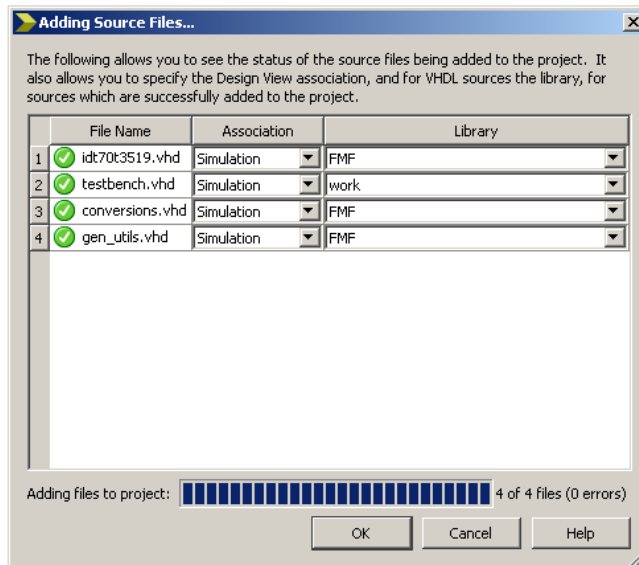 Adding Source Files...
The following allows you to see the status of the source files being added to the project. It
also allows you to specify the Design View association, and for VHDL sources the library, for
sources which are successfully added to the project.
File Name Association Library
1 idt70t3519.vhd Simulation FMF
2 testbench.vhd Simulation work
3 conversions.vhd Simulation FMF
4 gen_utils.vhd Simulation FMF
Adding files to project: 4 of 4 files (0 errors)
OK Cancel Help